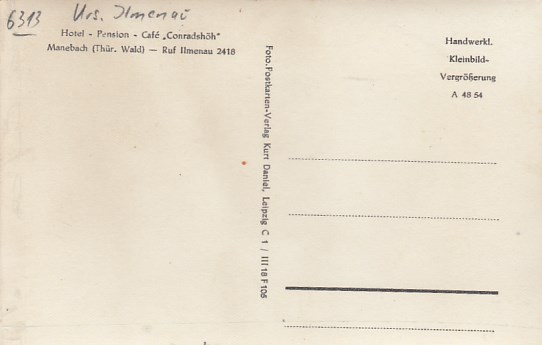 6313 Krs. Ilmenau
Hotel - Pension - Café „Conradshöh"
Manebach (Thür. Wald) — Ruf Ilmenau 2418
Foto.Postkarten-Verlag Kurt Daniel, Leipzig C 1 / III 18 F 106
Handwerkl.
Kleinbild-
Vergrößerung
A 48 54